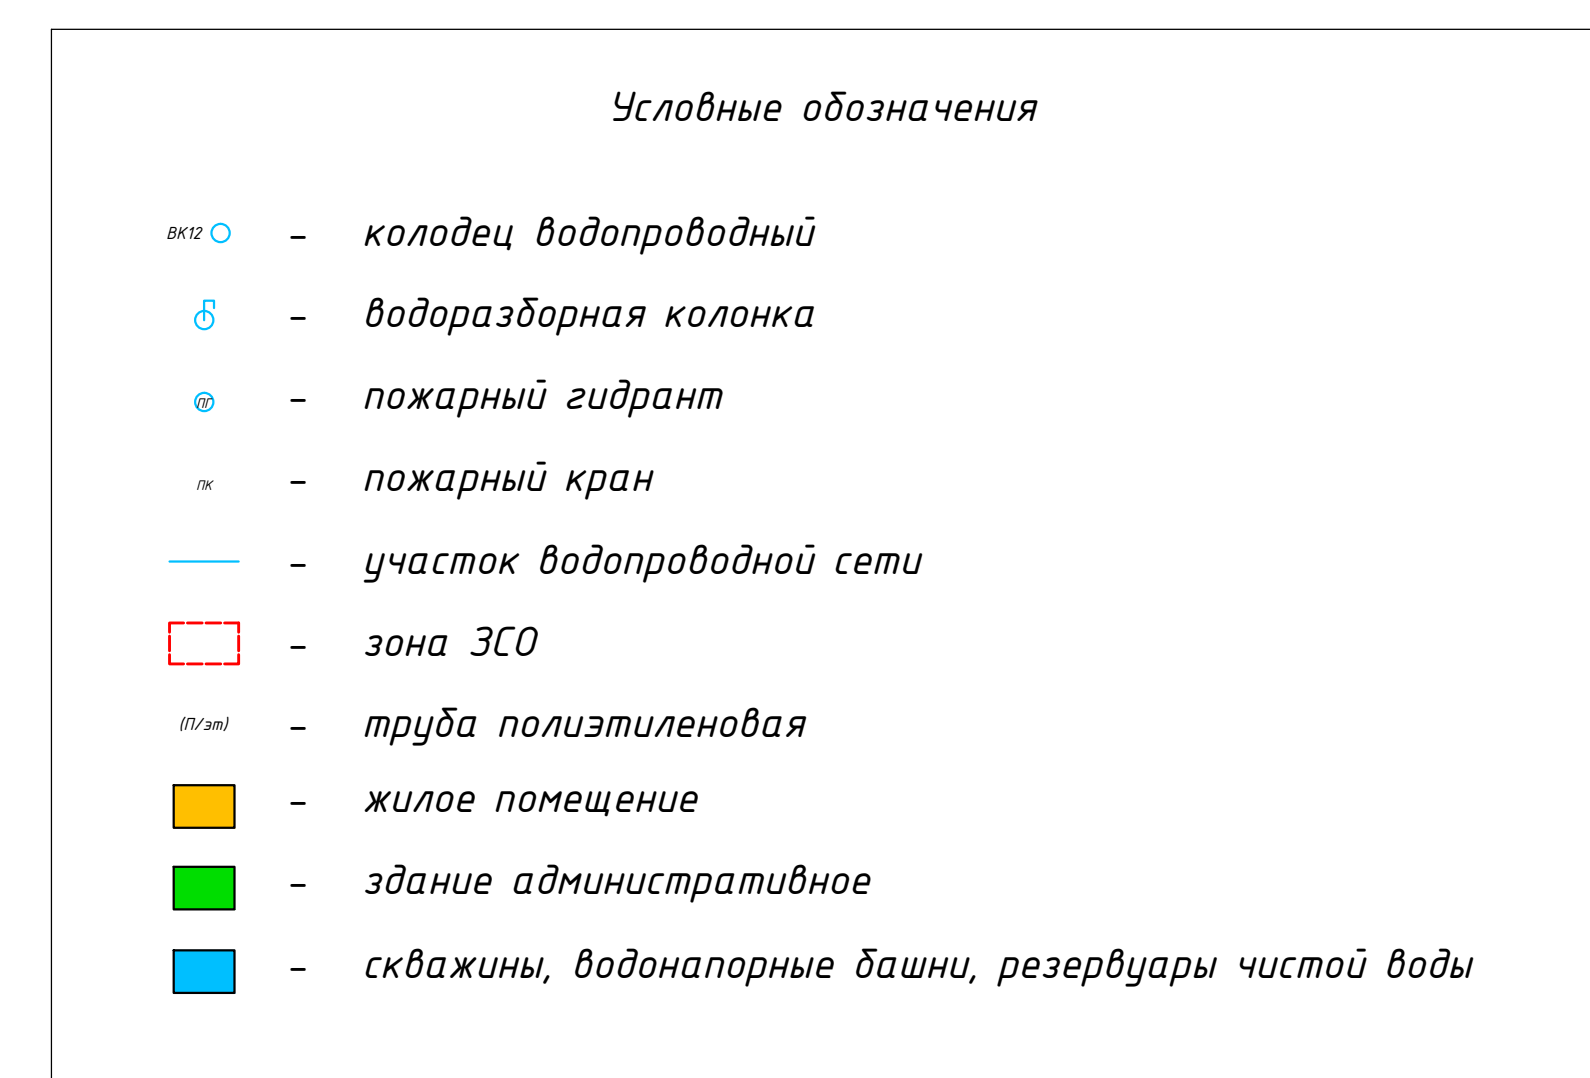 Условные обозначения
ВК12 – колодец водопроводный
– водоразборная колонка
ПГ – пожарный гидрант
ПК – пожарный кран
– участок водопроводной сети
– зона ЗСО
(П/эт) – труба полиэтиленовая
– жилое помещение
– здание административное
– скважины, водонапорные башни, резервуары чистой воды